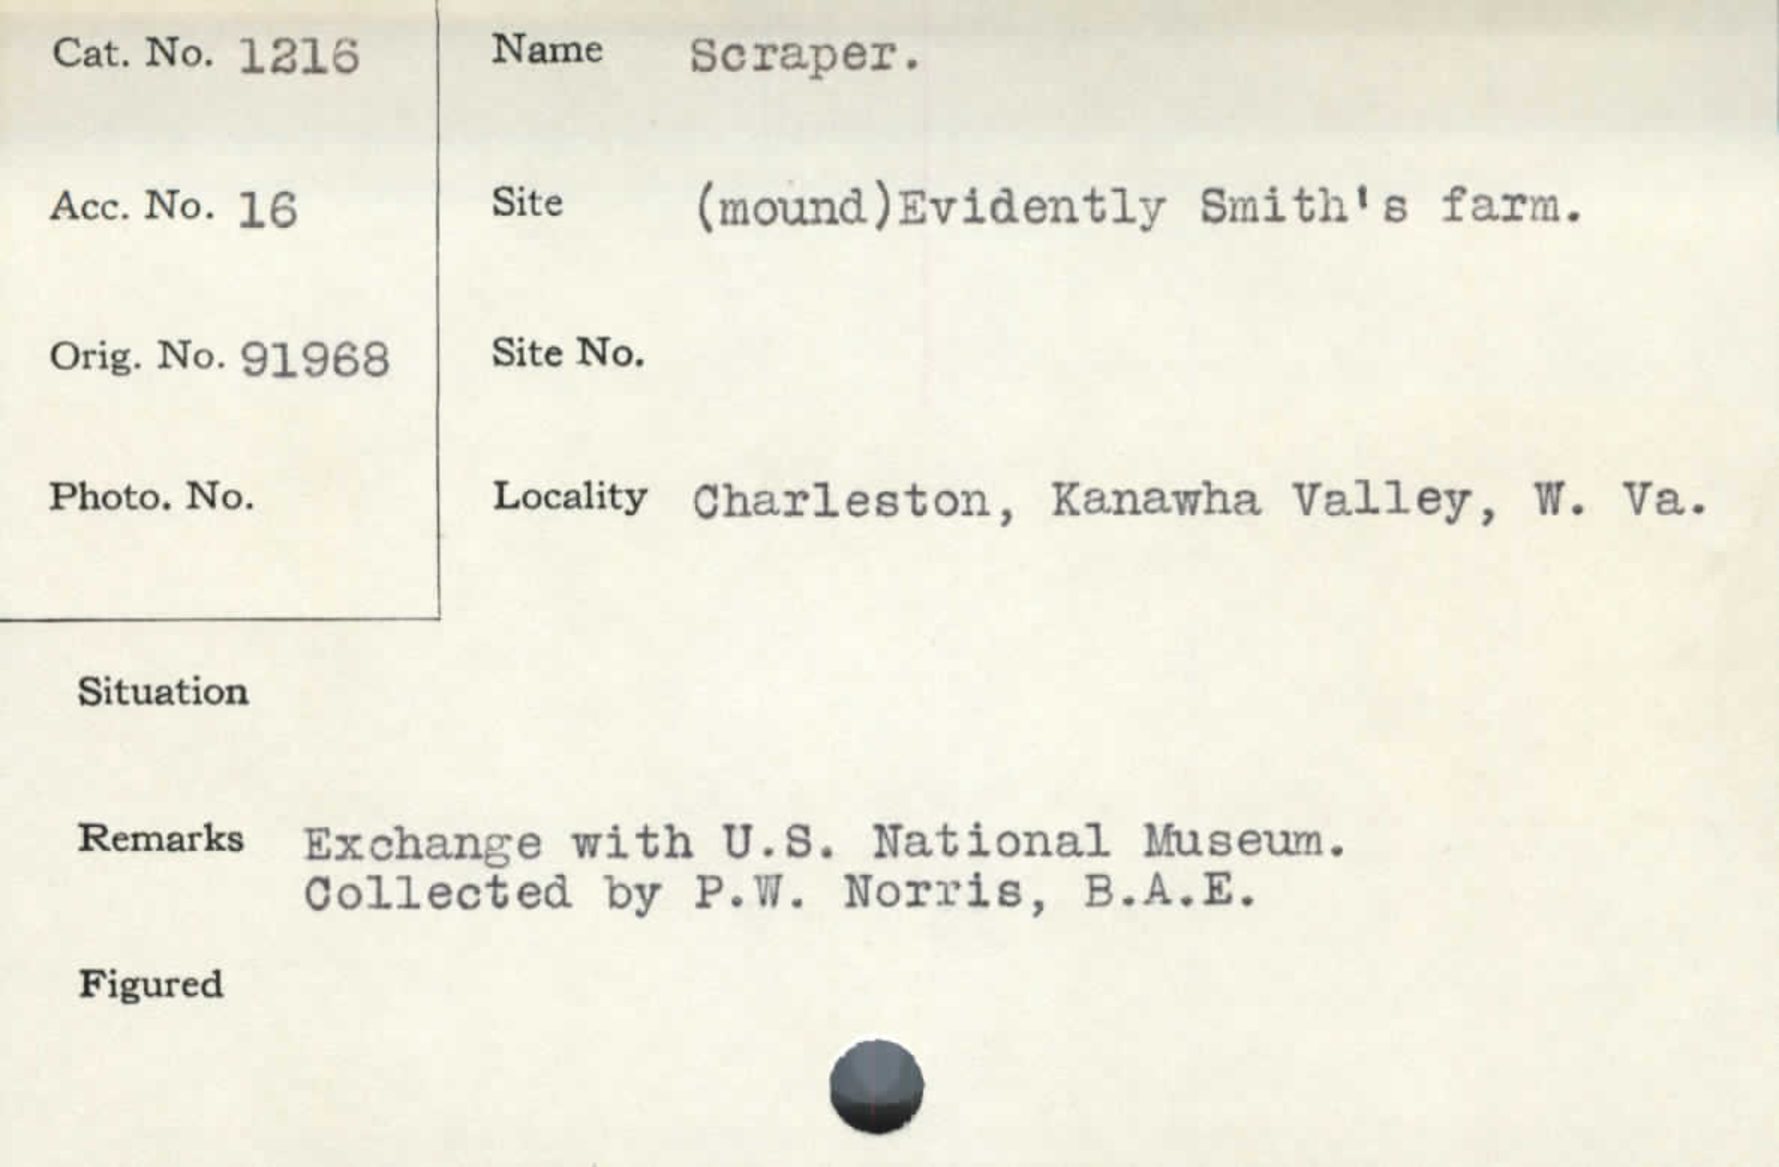 Cat. No. 1216
Name Scraper.
Acc. No. 16
Site (mound)Evidently Smith's farm.
Orig. No. 91968
Site No.
Photo. No.
Locality Charleston, Kanawha Valley, W. Va.
Situation
Remarks Exchange with U.S. National Museum.
Collected by P.W. Norris, B.A.E.
Figured